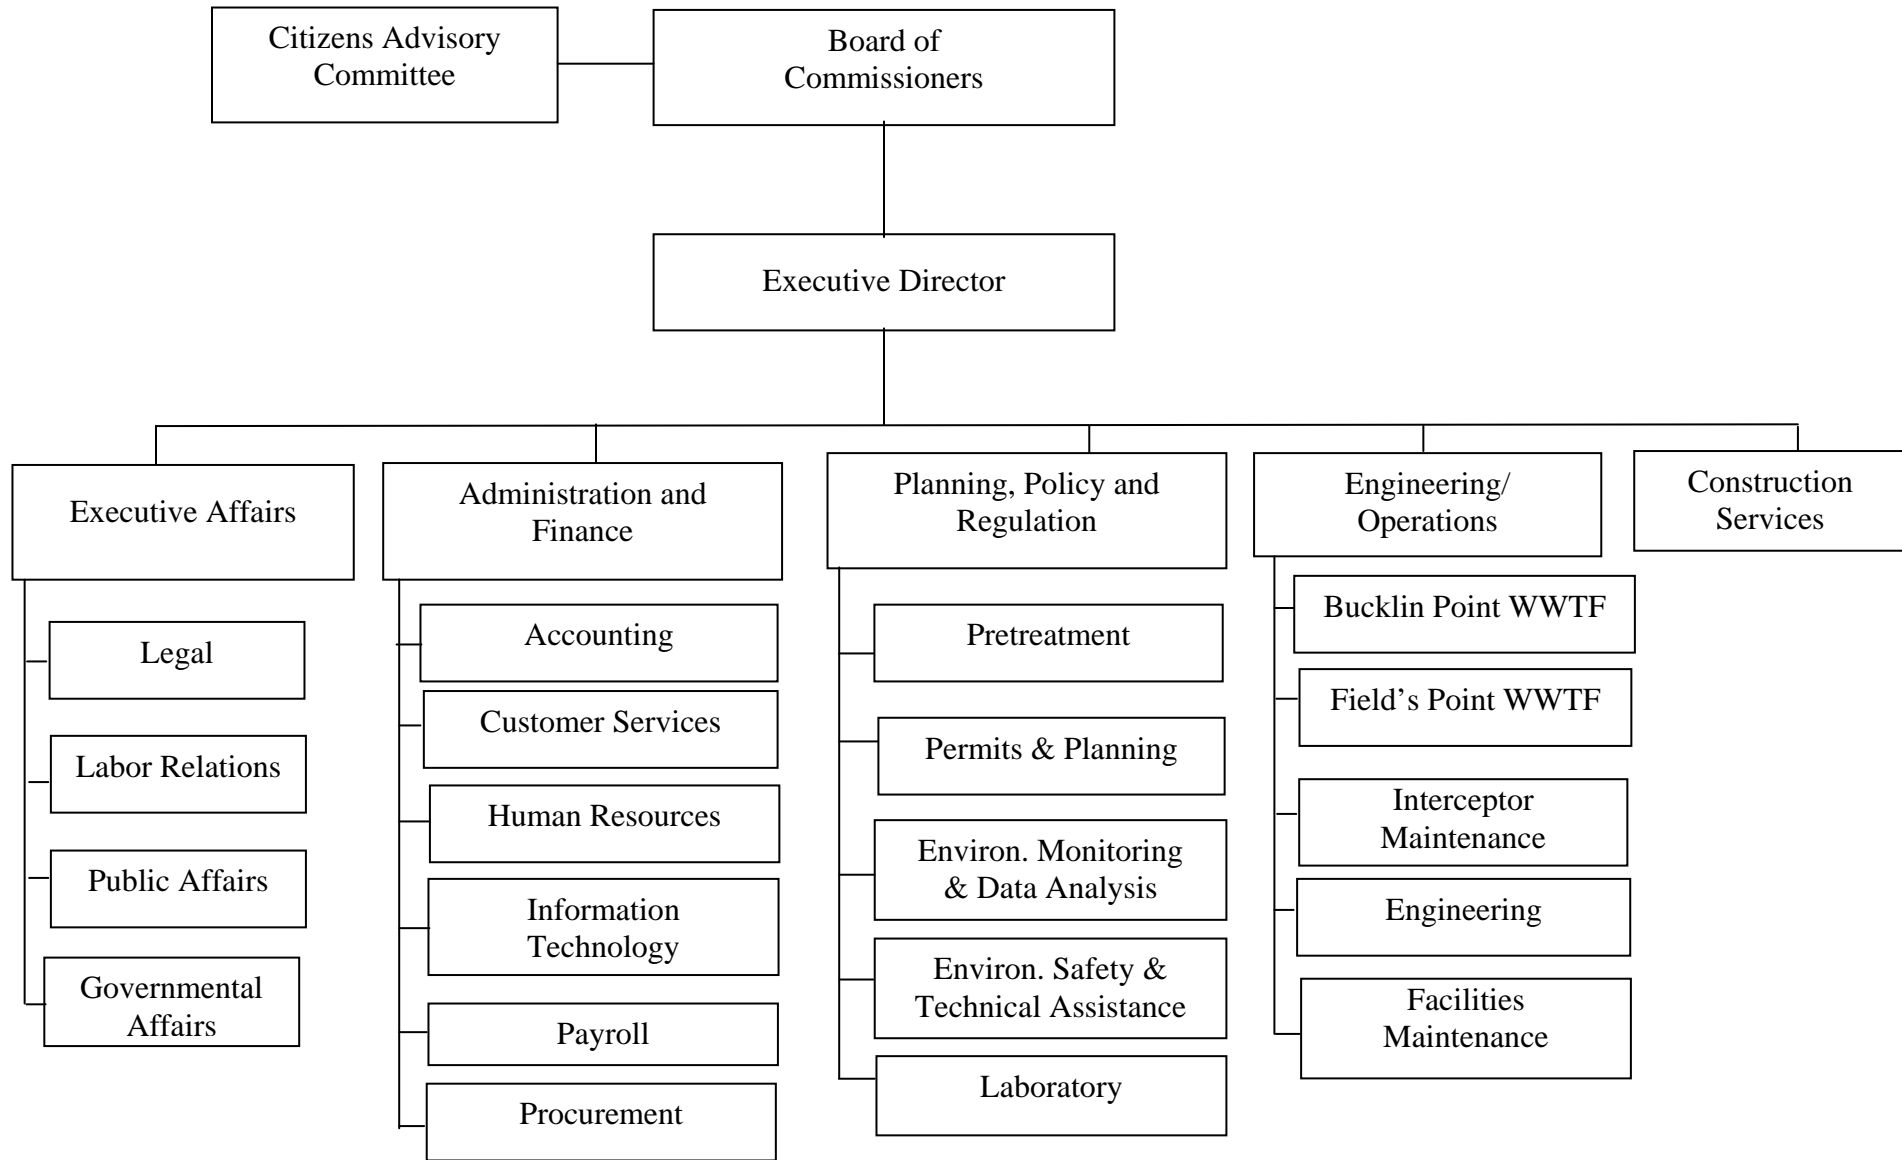 Citizens Advisory
Committee
Board of
Commissioners
Executive Director
Executive Affairs
Legal
Labor Relations
Public Affairs
Governmental
Affairs
Administration and
Finance
Accounting
Customer Services
Human Resources
Information
Technology
Payroll
Procurement
Planning, Policy and
Regulation
Pretreatment
Permits & Planning
Environ. Monitoring
& Data Analysis
Environ. Safety &
Technical Assistance
Laboratory
Engineering/
Operations
Bucklin Point WWTF
Field’s Point WWTF
Interceptor
Maintenance
Engineering
Facilities
Maintenance
Construction
Services